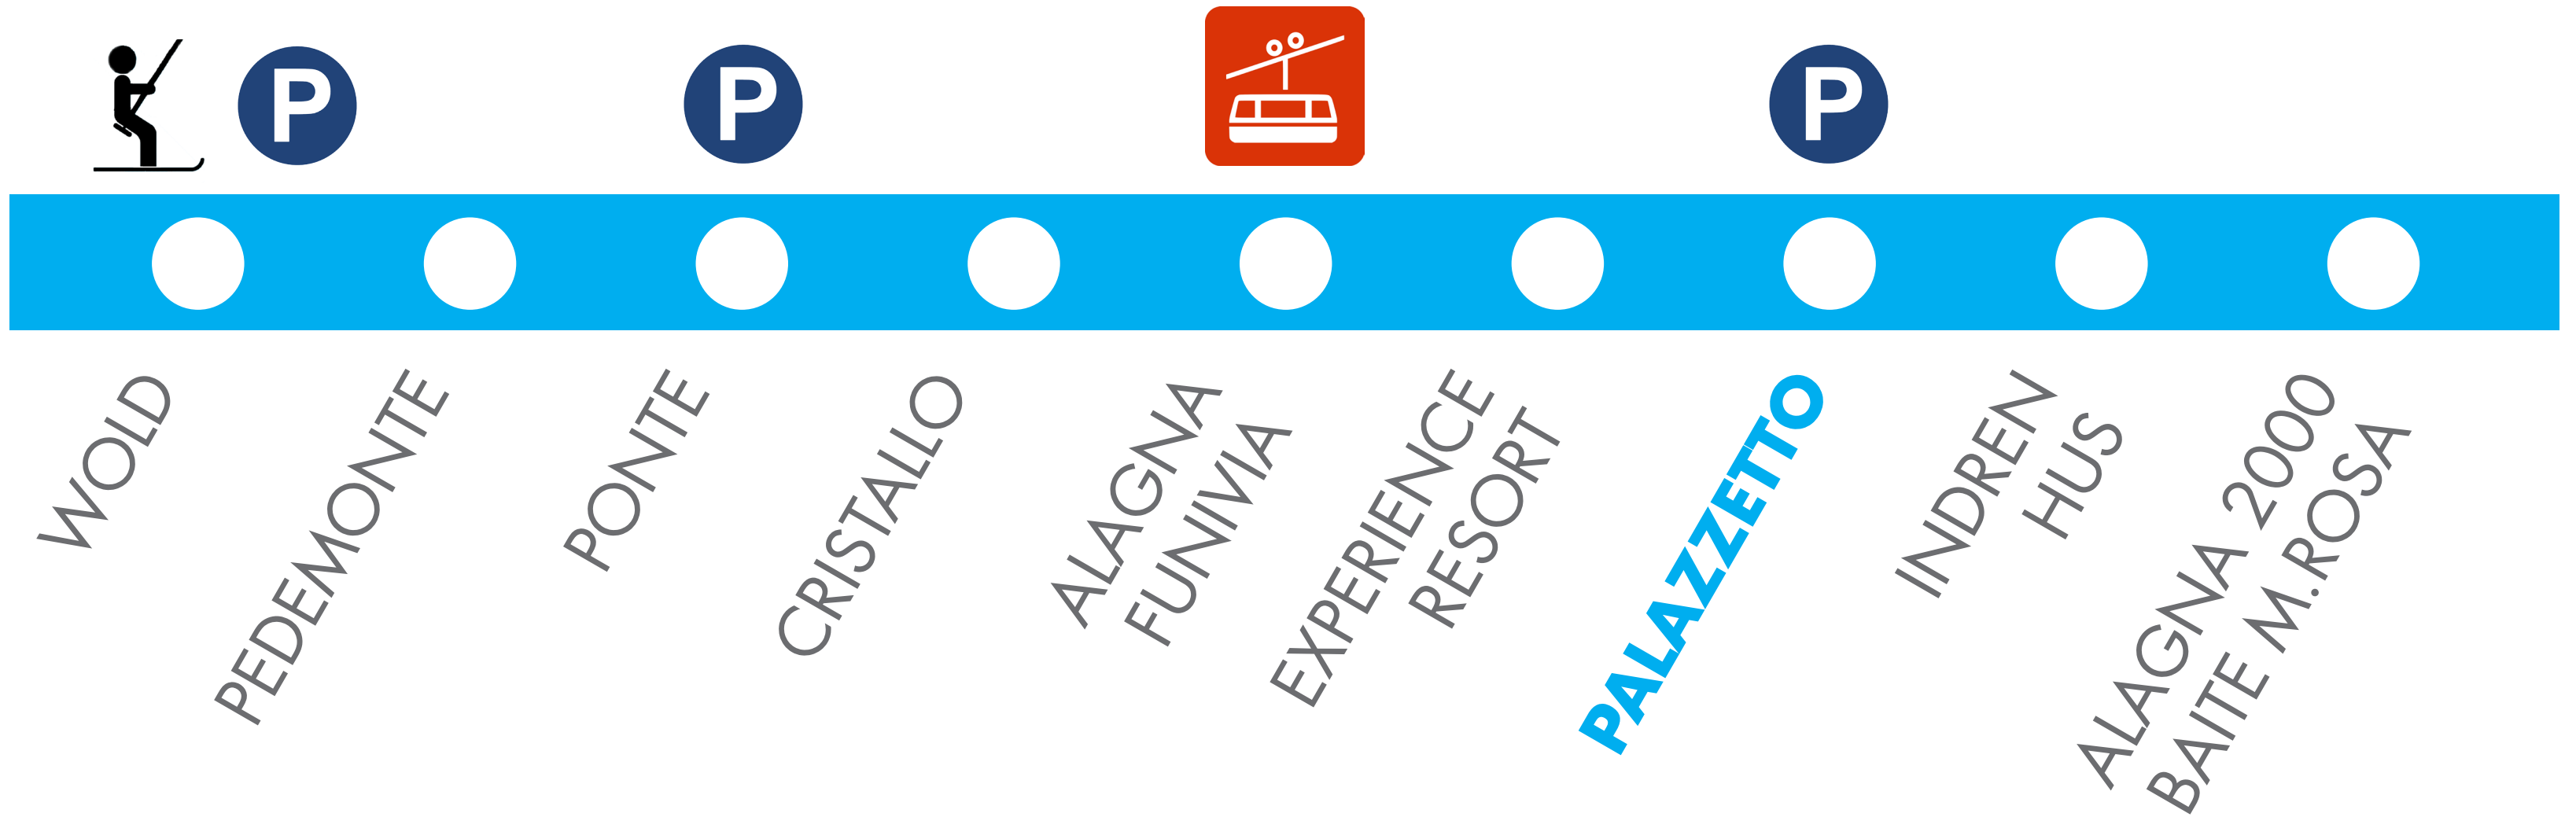 P
P
P
WOLD
PEDEMONTE
PONTE
CRISTALLO
ALAGNA
FUNIVIA
EXPERIENCE
RESORT
PALAZZETTO
INDREN
HUS
ALAGNA 2000
BAITE M.ROSA